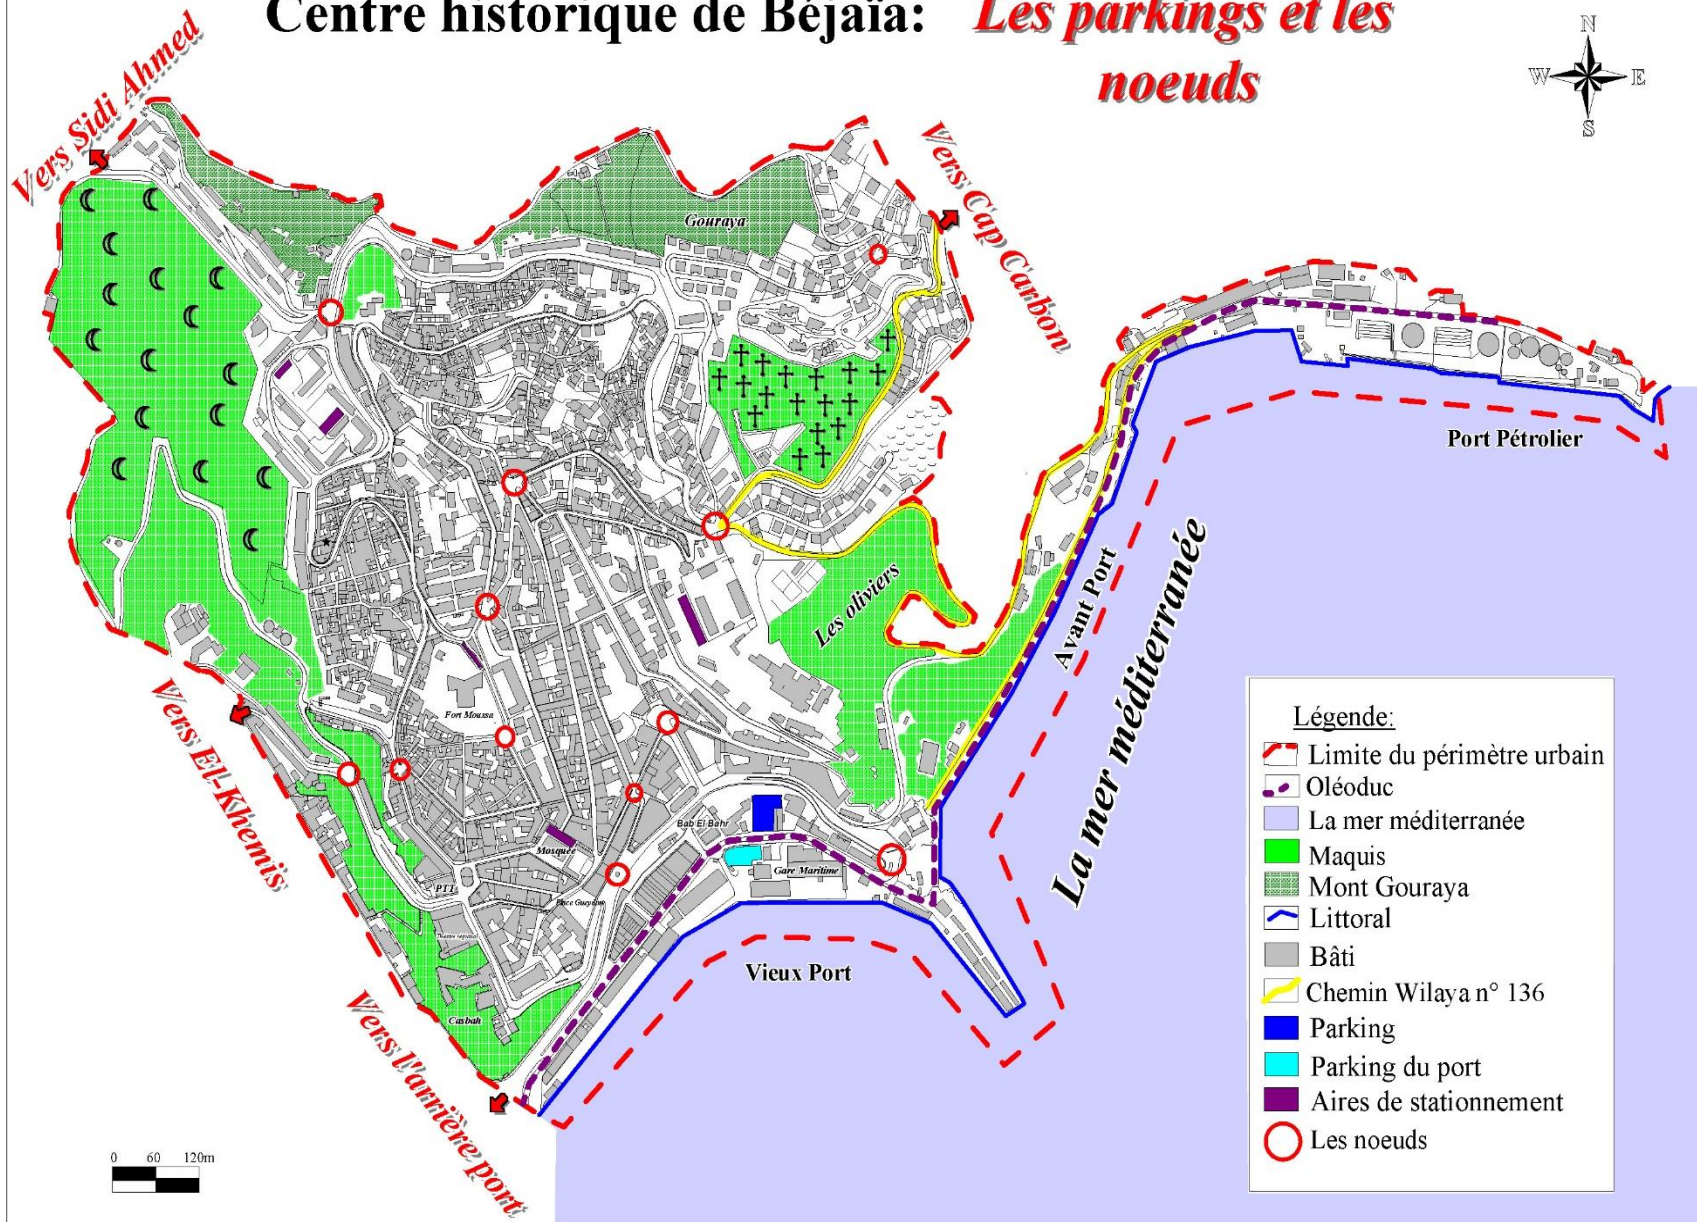 Centre historique de Béjaïa: Les parkings et les
noeuds
N
W E
S
Vers Sidi Ahmed
Vers Cap Carbon
Gouraya
Port Pétrolier
Les oliviers
Avant Port
La mer méditerranée
Fort Moussa
Vers El-Khemis
Bab El Bahr
Mosquée
Gare Maritime
PTT
Place Gueydon
Vieux Port
Casbah
Vers l'arrière port
0 60 120m
Légende:
Limite du périmètre urbain
Oléoduc
La mer méditerranée
Maquis
Mont Gouraya
Littoral
Bâti
Chemin Wilaya n° 136
Parking
Parking du port
Aires de stationnement
Les noeuds